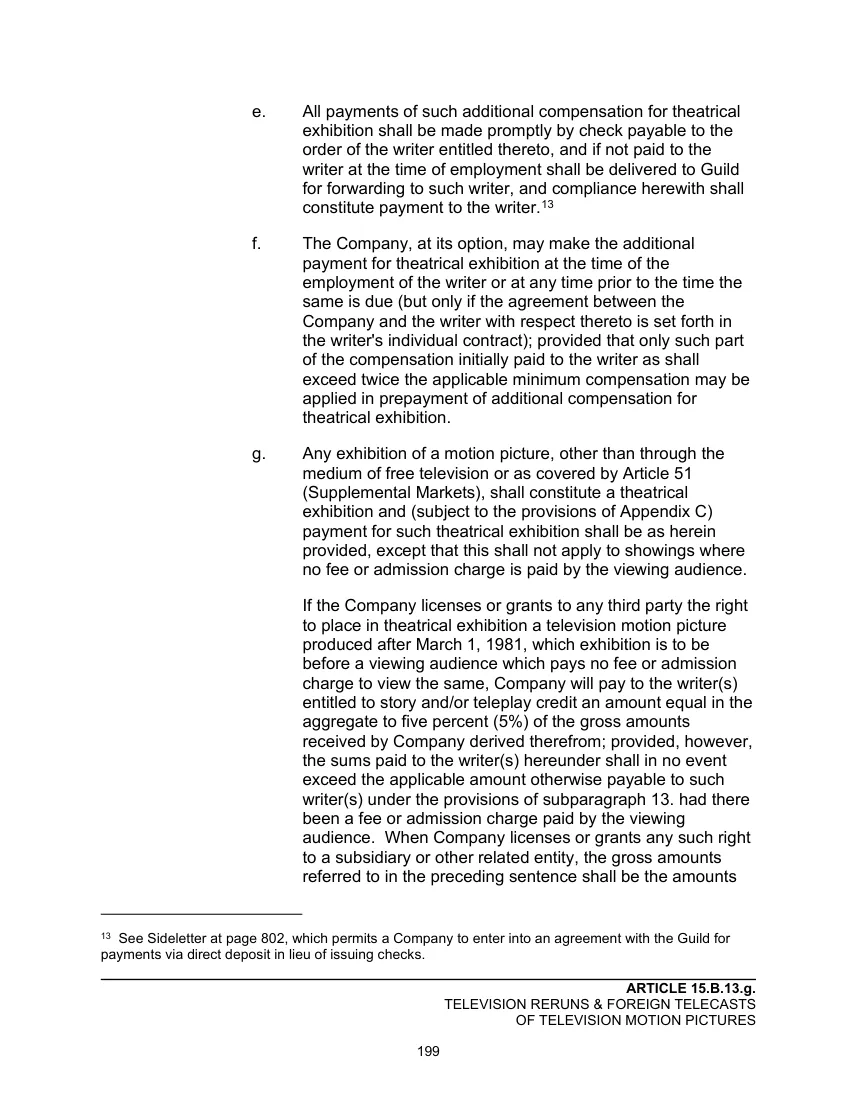 e. All payments of such additional compensation for theatrical
exhibition shall be made promptly by check payable to the
order of the writer entitled thereto, and if not paid to the
writer at the time of employment shall be delivered to Guild
for forwarding to such writer, and compliance herewith shall
constitute payment to the writer.13
f. The Company, at its option, may make the additional
payment for theatrical exhibition at the time of the
employment of the writer or at any time prior to the time the
same is due (but only if the agreement between the
Company and the writer with respect thereto is set forth in
the writer's individual contract); provided that only such part
of the compensation initially paid to the writer as shall
exceed twice the applicable minimum compensation may be
applied in prepayment of additional compensation for
theatrical exhibition.
g. Any exhibition of a motion picture, other than through the
medium of free television or as covered by Article 51
(Supplemental Markets), shall constitute a theatrical
exhibition and (subject to the provisions of Appendix C)
payment for such theatrical exhibition shall be as herein
provided, except that this shall not apply to showings where
no fee or admission charge is paid by the viewing audience.
If the Company licenses or grants to any third party the right
to place in theatrical exhibition a television motion picture
produced after March 1, 1981, which exhibition is to be
before a viewing audience which pays no fee or admission
charge to view the same, Company will pay to the writer(s)
entitled to story and/or teleplay credit an amount equal in the
aggregate to five percent (5%) of the gross amounts
received by Company derived therefrom; provided, however,
the sums paid to the writer(s) hereunder shall in no event
exceed the applicable amount otherwise payable to such
writer(s) under the provisions of subparagraph 13. had there
been a fee or admission charge paid by the viewing
audience.  When Company licenses or grants any such right
to a subsidiary or other related entity, the gross amounts
referred to in the preceding sentence shall be the amounts
13 See Sideletter at page 802, which permits a Company to enter into an agreement with the Guild for
payments via direct deposit in lieu of issuing checks.
ARTICLE 15.B.13.g.
TELEVISION RERUNS & FOREIGN TELECASTS
OF TELEVISION MOTION PICTURES
199